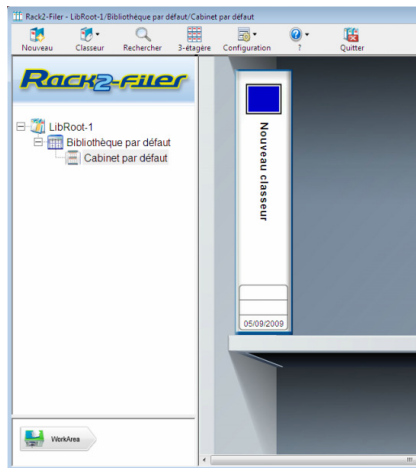 Rack2-Filer - LibRoot-1/Bibliothèque par défaut/Cabinet par défaut
Nouveau Classeur Rechercher 3-étagère Configuration ? Quitter
Rack2-Filer
LibRoot-1
Bibliothèque par défaut
Cabinet par défaut
Nouveau classeur
05/09/2009
WorkArea